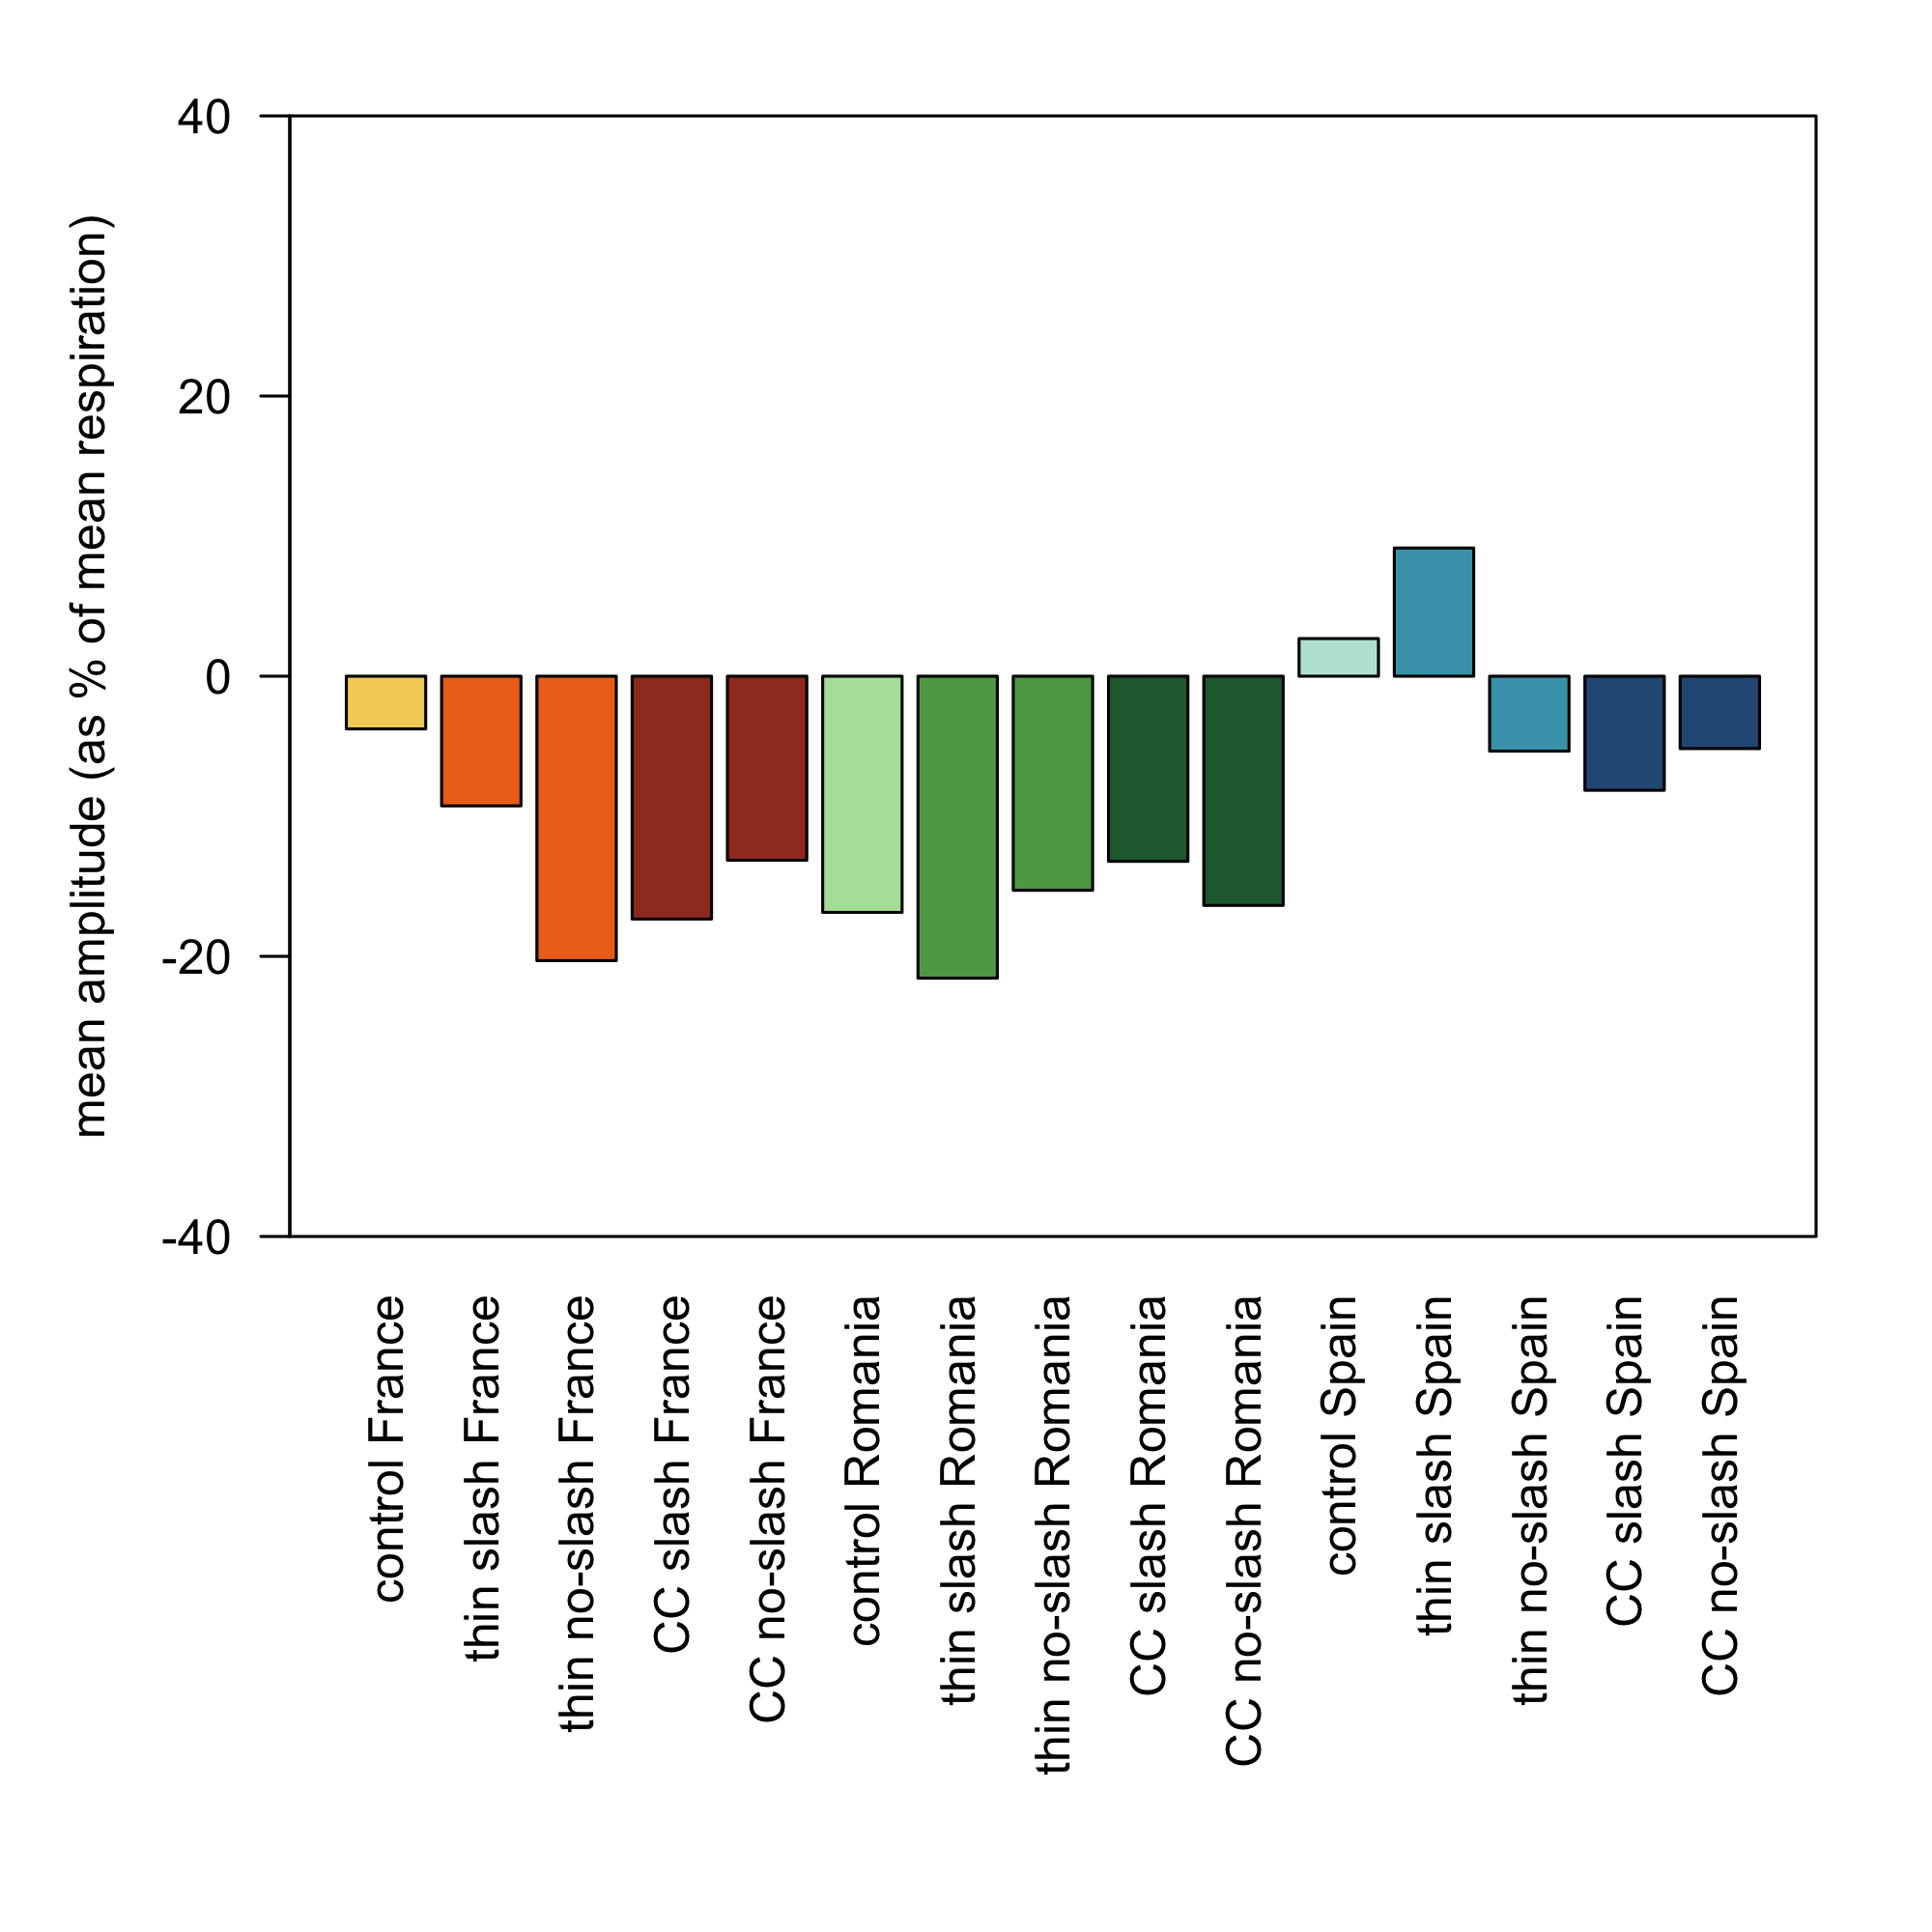 mean amplitude (as % of mean respiration)
40
20
0
-20
-40
control France
thin slash France
thin no-slash France
CC slash France
CC no-slash France
control Romania
thin slash Romania
thin no-slash Romania
CC slash Romania
CC no-slash Romania
control Spain
thin slash Spain
thin no-slash Spain
CC slash Spain
CC no-slash Spain